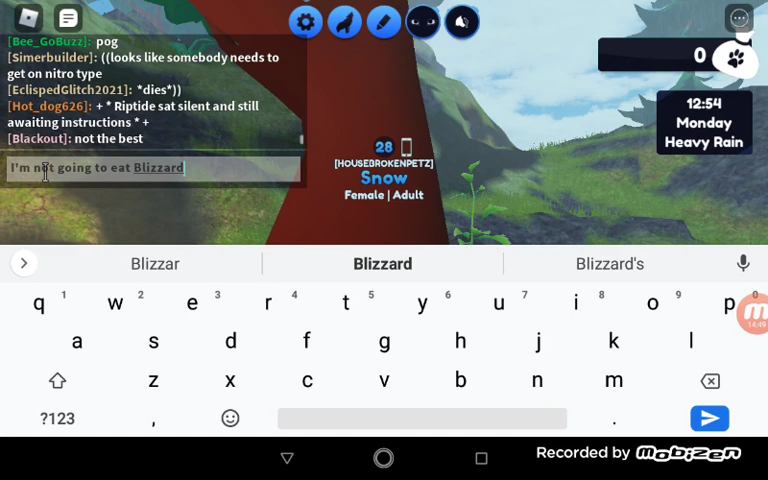 [Bee_GoBuzz]: pog
[Simerbuilder]: ((looks like somebody needs to
get on nitro type
[EclispedGlitch2021]: *dies*))
[Hot_dog626]: + * Riptide sat silent and still
awaiting instructions * +
[Blackout]: not the best
I'm not going to eat Blizzard
0
12:54
Monday
Heavy Rain
28
[HOUSEBROKENPETZ]
Snow
Female | Adult
Blizzar Blizzard Blizzard's
q 1 w 2 e 3 r 4 t 5 y 6 u 7 i 8 o 9 p 0
14:49
a s d f g h j k l
z x c v b n m
?123 , .
Recorded by mobizen